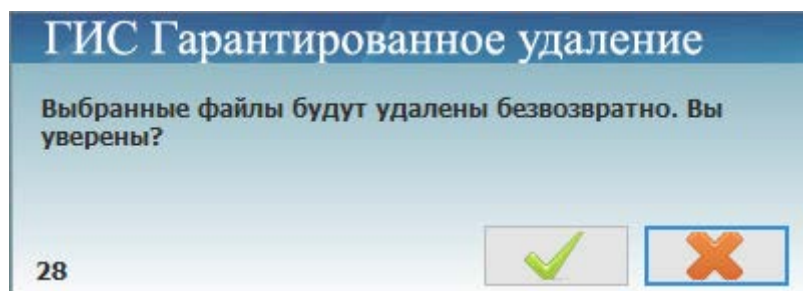 ГИС Гарантированное удаление
Выбранные файлы будут удалены безвозвратно. Вы
уверены?
28